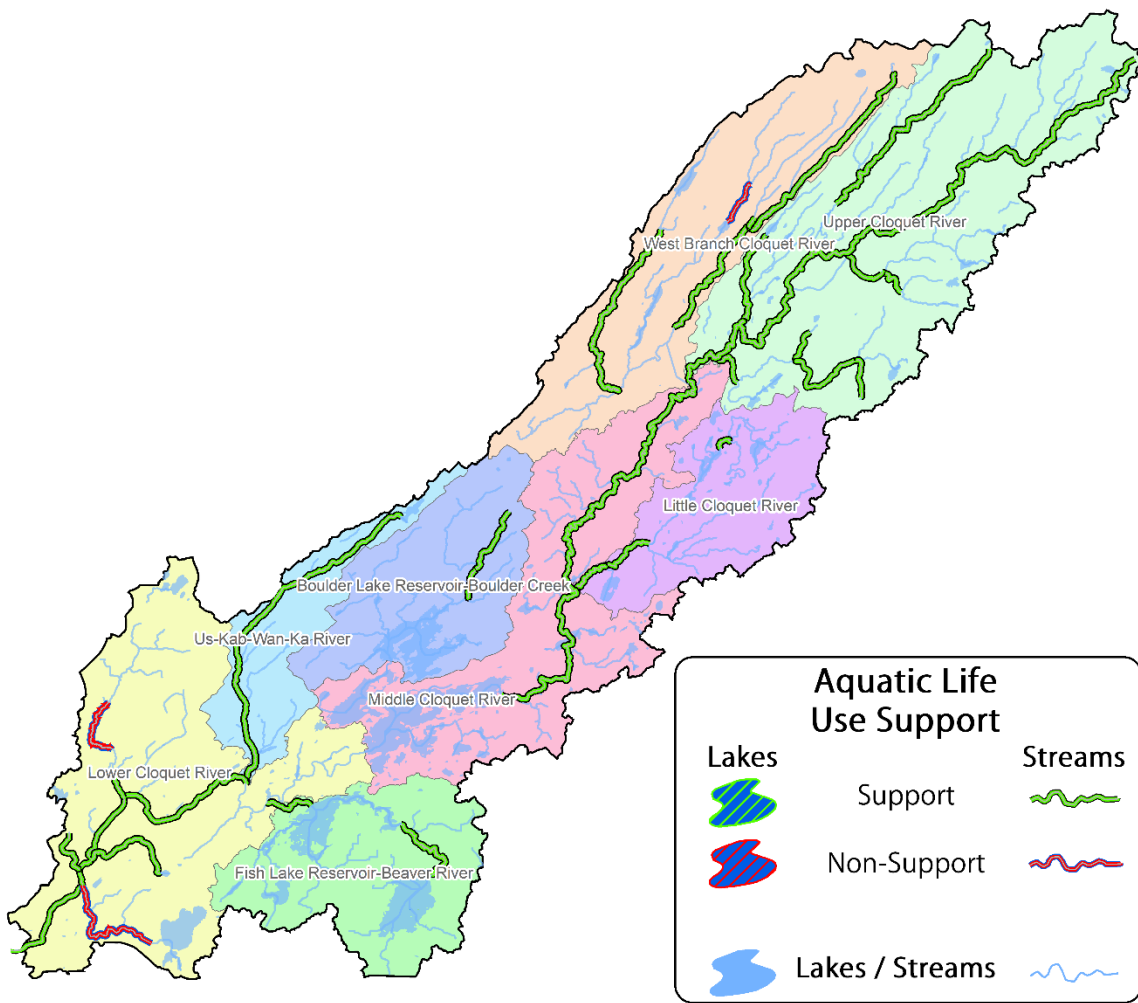 West Branch Cloquet River
Upper Cloquet River
Little Cloquet River
Boulder Lake Reservoir-Boulder Creek
Us-Kab-Wan-Ka River
Middle Cloquet River
Lower Cloquet River
Fish Lake Reservoir-Beaver River
Aquatic Life
Use Support
Lakes
Streams
Support
Non-Support
Lakes / Streams